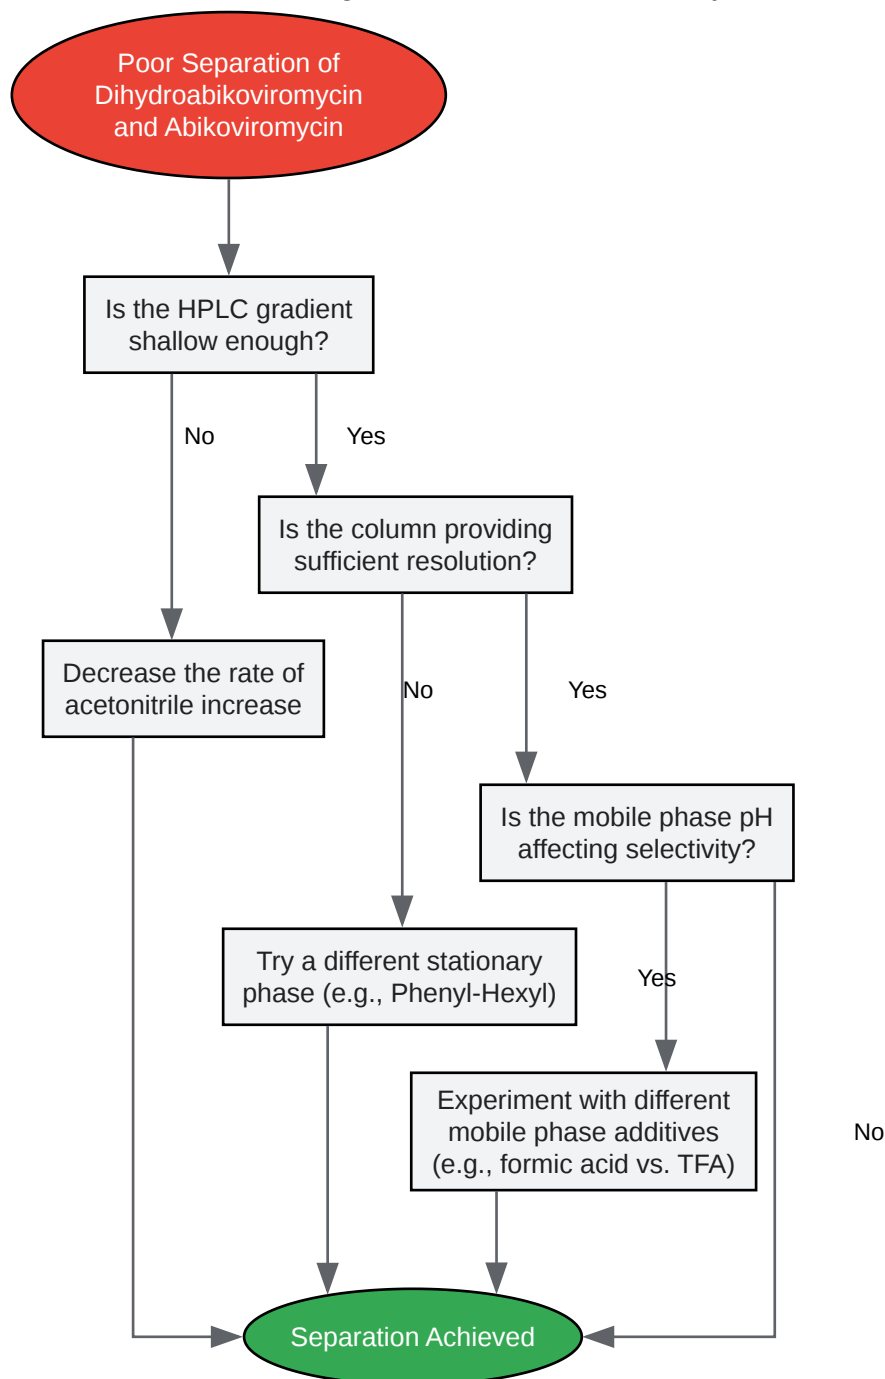 Poor Separation of
Dihydroabikoviromycin
and Abikoviromycin
Is the HPLC gradient
shallow enough?
No
Yes
Is the column providing
sufficient resolution?
Decrease the rate of
acetonitrile increase
No
Yes
Is the mobile phase pH
affecting selectivity?
Try a different stationary
phase (e.g., Phenyl-Hexyl)
Yes
Experiment with different
mobile phase additives
(e.g., formic acid vs. TFA)
No
Separation Achieved